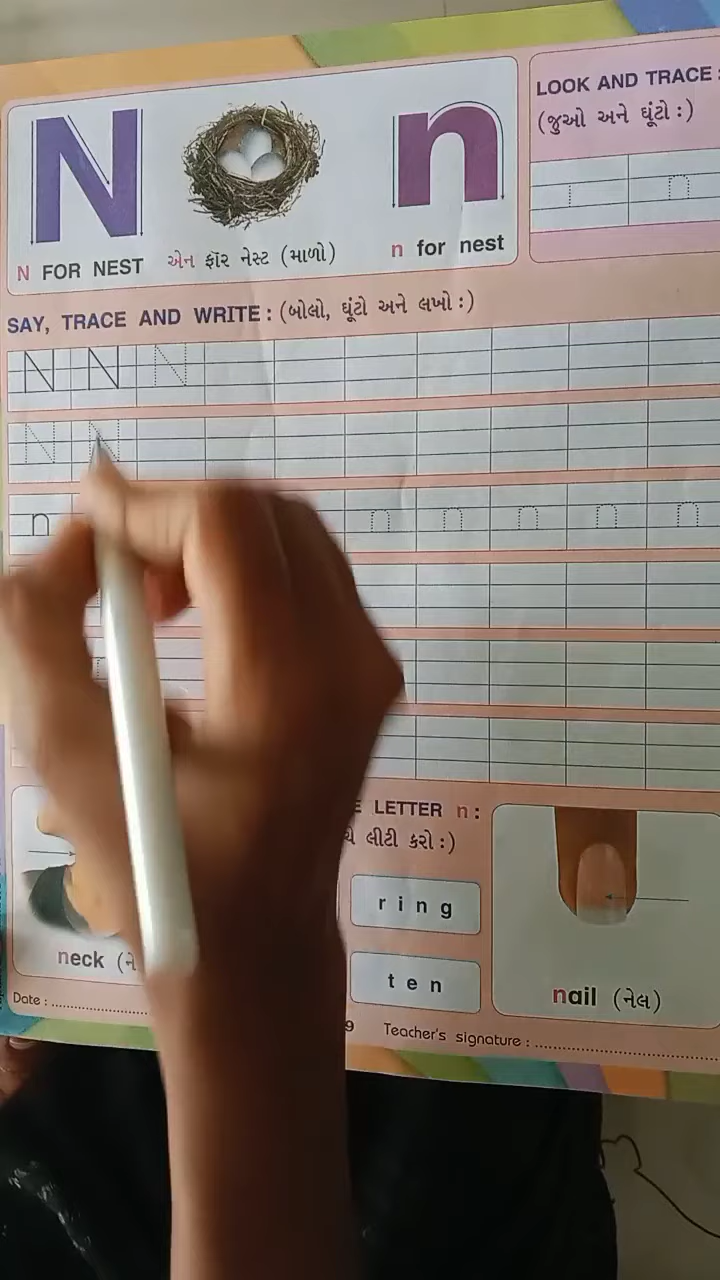 N n
N FOR NEST એન ફૉર નેસ્ટ (માળો) n for nest
LOOK AND TRACE :
(જુઓ અને ઘૂંટો :)
n
SAY, TRACE AND WRITE : (બોલો, ઘૂંટો અને લખો :)
N N N
N N
n n n n n n
LETTER n :
લીટી કરો :)
ring
ten
neck
nail (નેલ)
Date : 9 Teacher's signature :